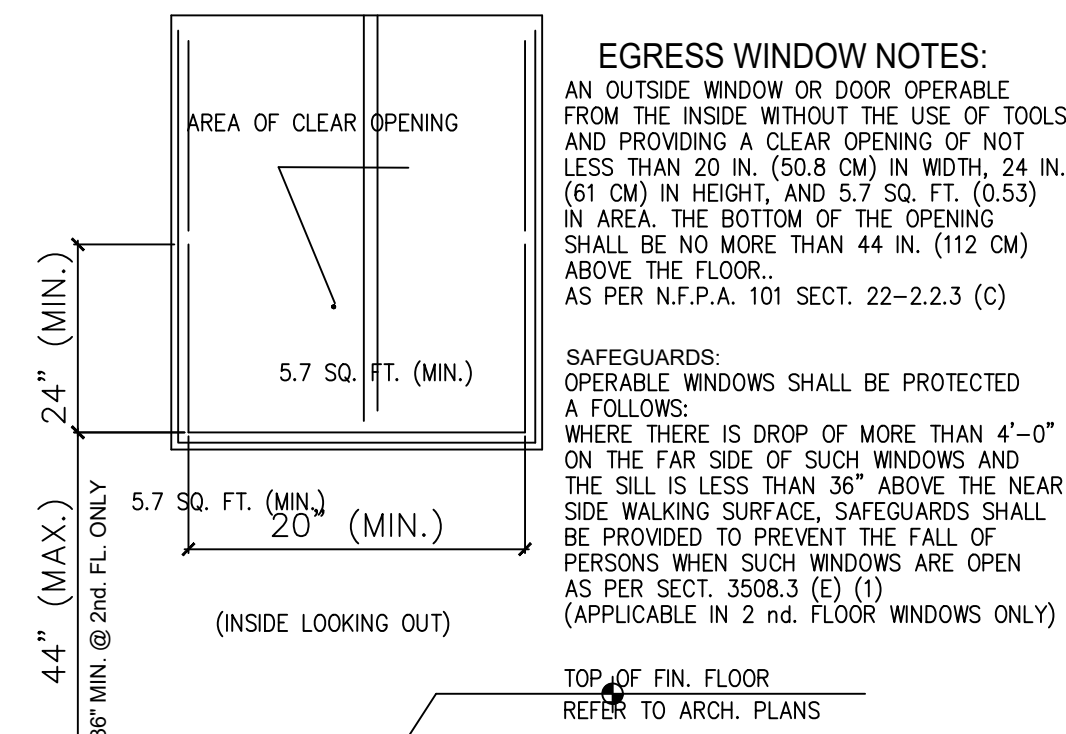 EGRESS WINDOW NOTES:
AN OUTSIDE WINDOW OR DOOR OPERABLE
FROM THE INSIDE WITHOUT THE USE OF TOOLS
AND PROVIDING A CLEAR OPENING OF NOT
LESS THAN 20 IN. (50.8 CM) IN WIDTH, 24 IN.
(61 CM) IN HEIGHT, AND 5.7 SQ. FT. (0.53)
IN AREA. THE BOTTOM OF THE OPENING
SHALL BE NO MORE THAN 44 IN. (112 CM)
ABOVE THE FLOOR..
AS PER N.F.P.A. 101 SECT. 22-2.2.3 (C)
SAFEGUARDS:
OPERABLE WINDOWS SHALL BE PROTECTED
A FOLLOWS:
WHERE THERE IS DROP OF MORE THAN 4'-0"
ON THE FAR SIDE OF SUCH WINDOWS AND
THE SILL IS LESS THAN 36" ABOVE THE NEAR
SIDE WALKING SURFACE, SAFEGUARDS SHALL
BE PROVIDED TO PREVENT THE FALL OF
PERSONS WHEN SUCH WINDOWS ARE OPEN
AS PER SECT. 3508.3 (E) (1)
(APPLICABLE IN 2 nd. FLOOR WINDOWS ONLY)
TOP OF FIN. FLOOR
REFER TO ARCH. PLANS
AREA OF CLEAR OPENING
5.7 SQ. FT. (MIN.)
24" (MIN.)
5.7 SQ. FT. (MIN.)
20" (MIN.)
44" (MAX.)
36" MIN. @ 2nd. FL. ONLY
(INSIDE LOOKING OUT)